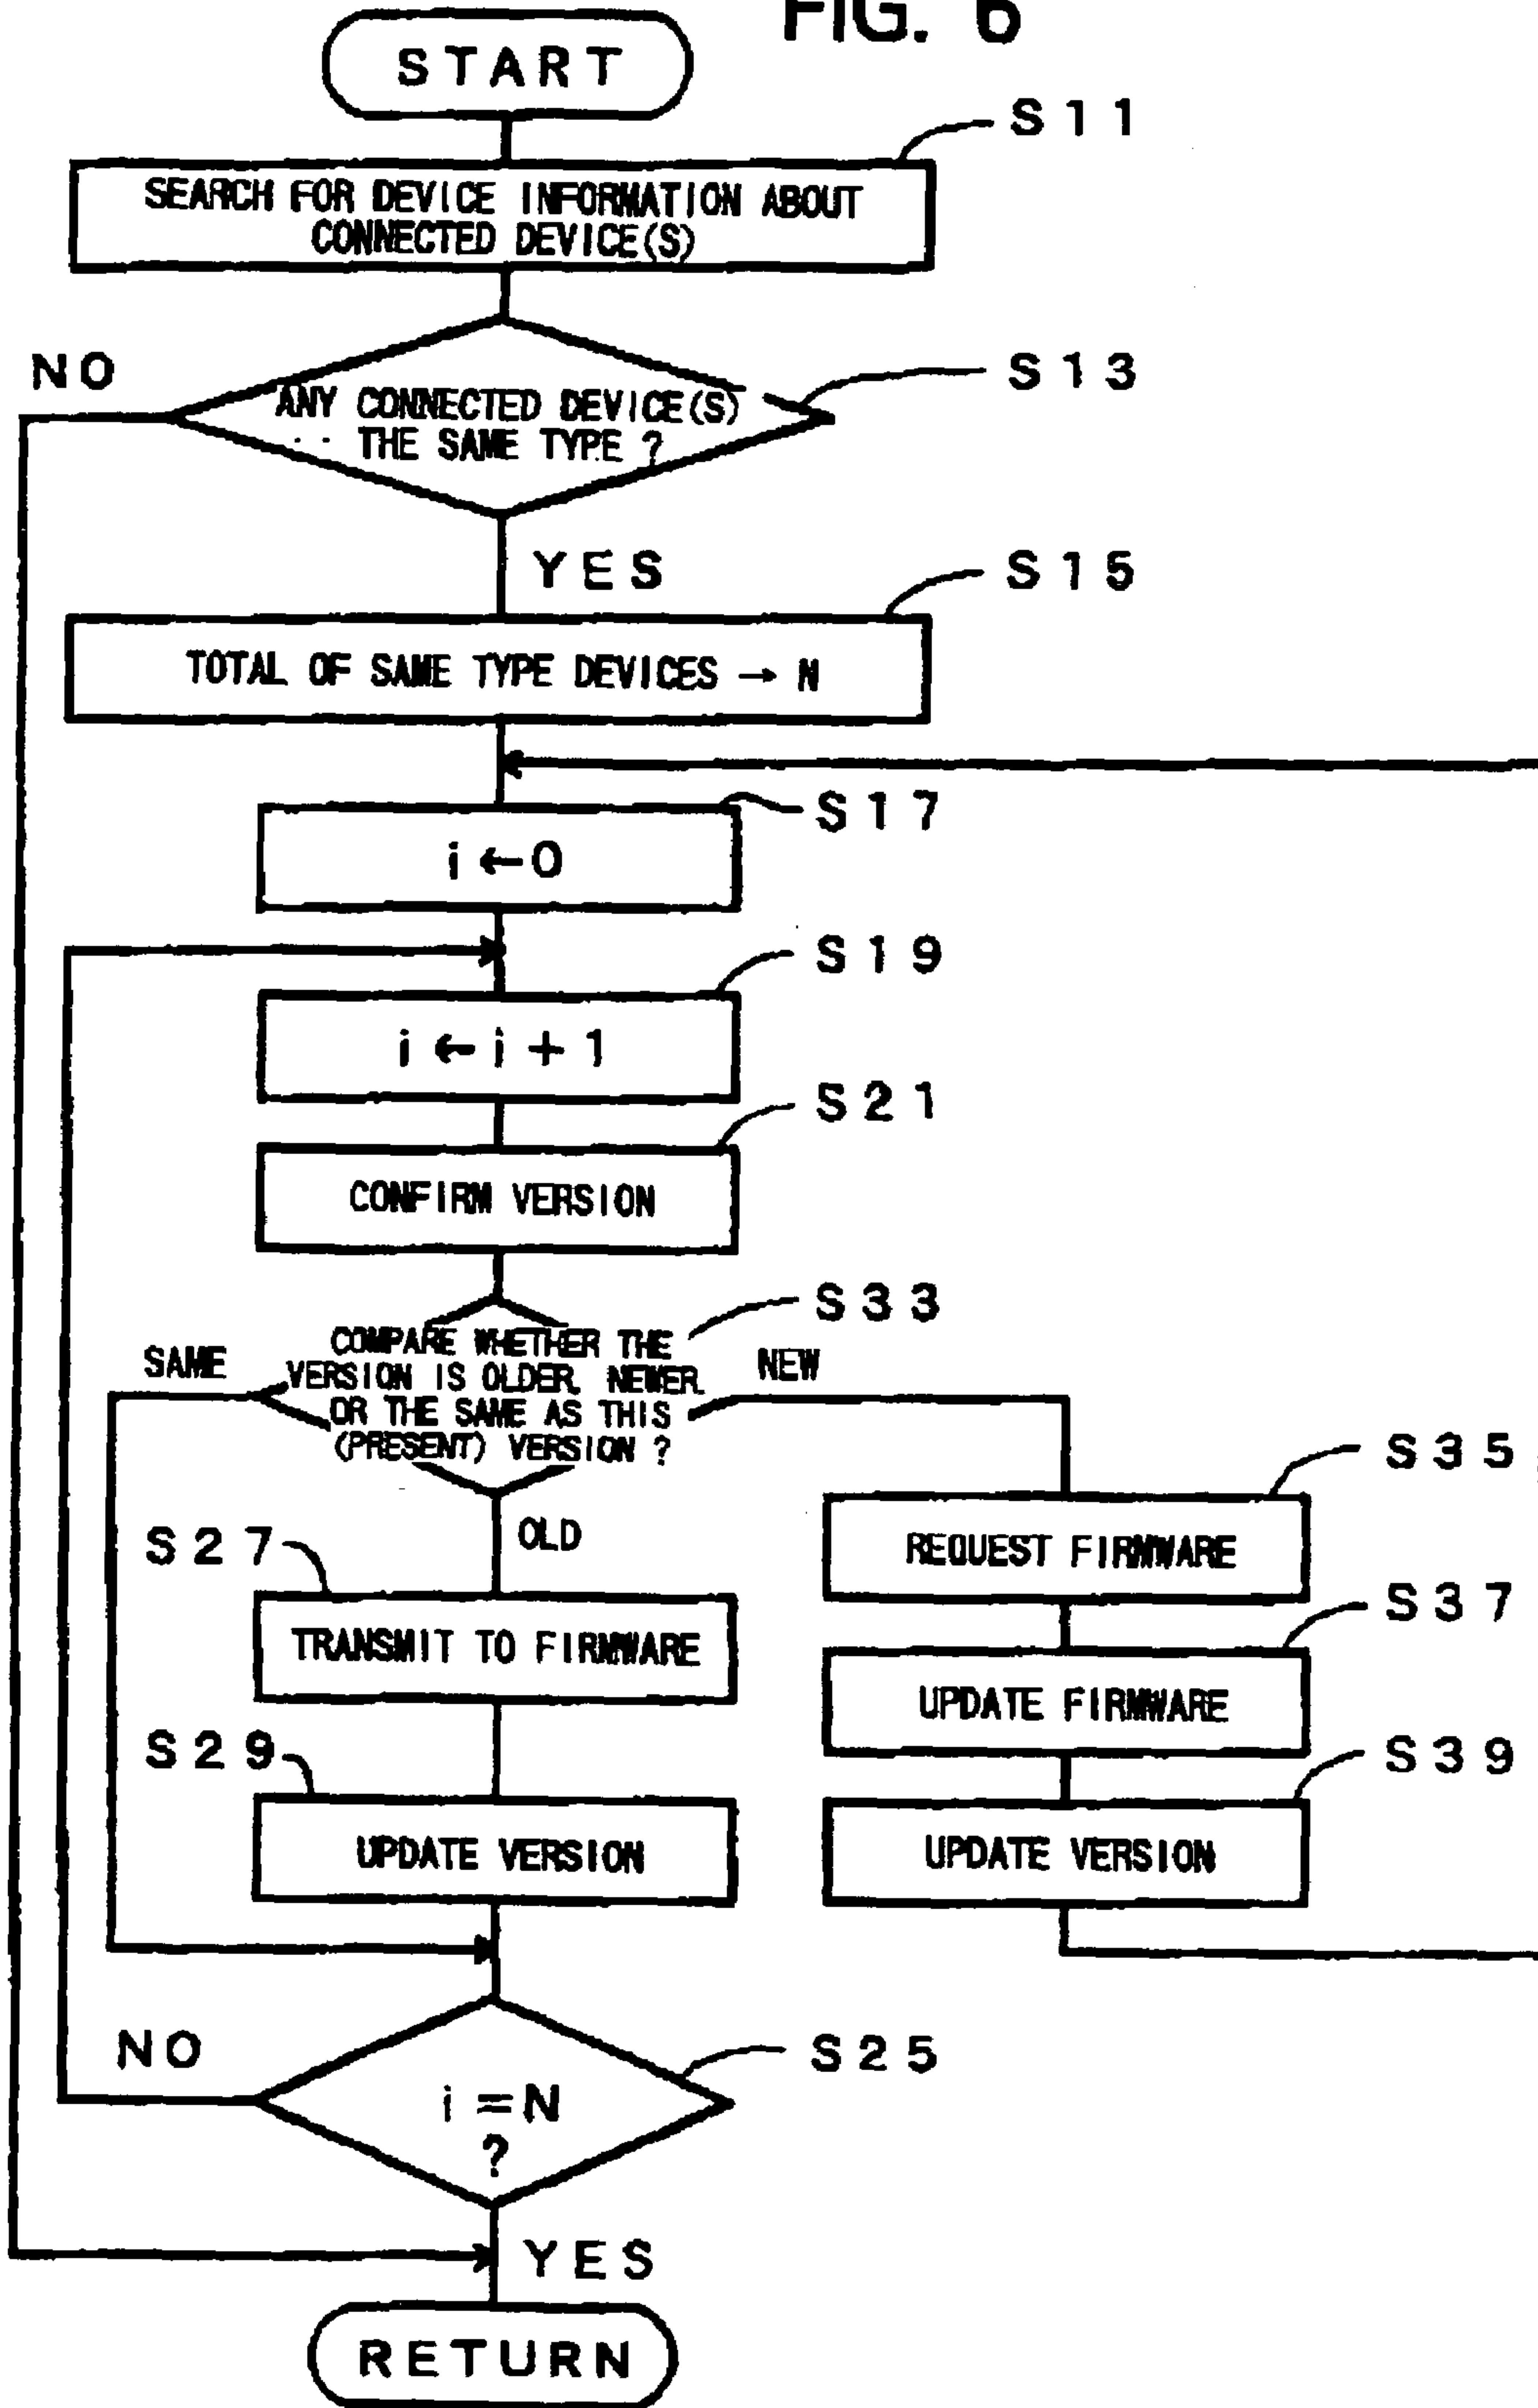 FIG. 6
START
S11
SEARCH FOR DEVICE INFORMATION ABOUT
CONNECTED DEVICE(S)
NO
S13
ANY CONNECTED DEVICE(S)
THE SAME TYPE ?
YES
S15
TOTAL OF SAME TYPE DEVICES → N
S17
i ← 0
S19
i ← i + 1
S21
CONFIRM VERSION
S33
SAME
COMPARE WHETHER THE
VERSION IS OLDER, NEWER
OR THE SAME AS THIS
(PRESENT) VERSION ?
NEW
OLD
S35
REQUEST FIRMWARE
S27
TRANSMIT TO FIRMWARE
S37
UPDATE FIRMWARE
S29
UPDATE VERSION
S39
UPDATE VERSION
NO
S25
i = N
?
YES
RETURN